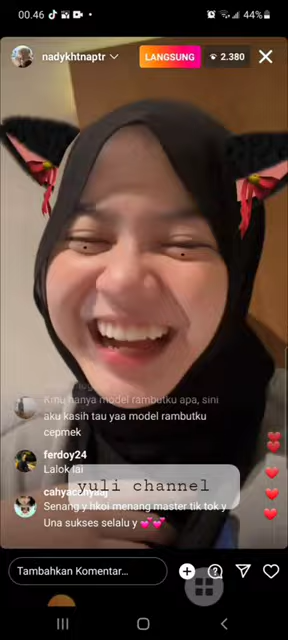 00.46
44%
nadykhtnaptr
LANGSUNG
2.380
Kmu hanya model rambutku apa, sini
aku kasih tau yaa model rambutku
cepmek
ferdoy24
Lalok lai
yuli channel
Senang y hkoi menang master tik tok y
Una sukses selalu y
Tambahkan Komentar...